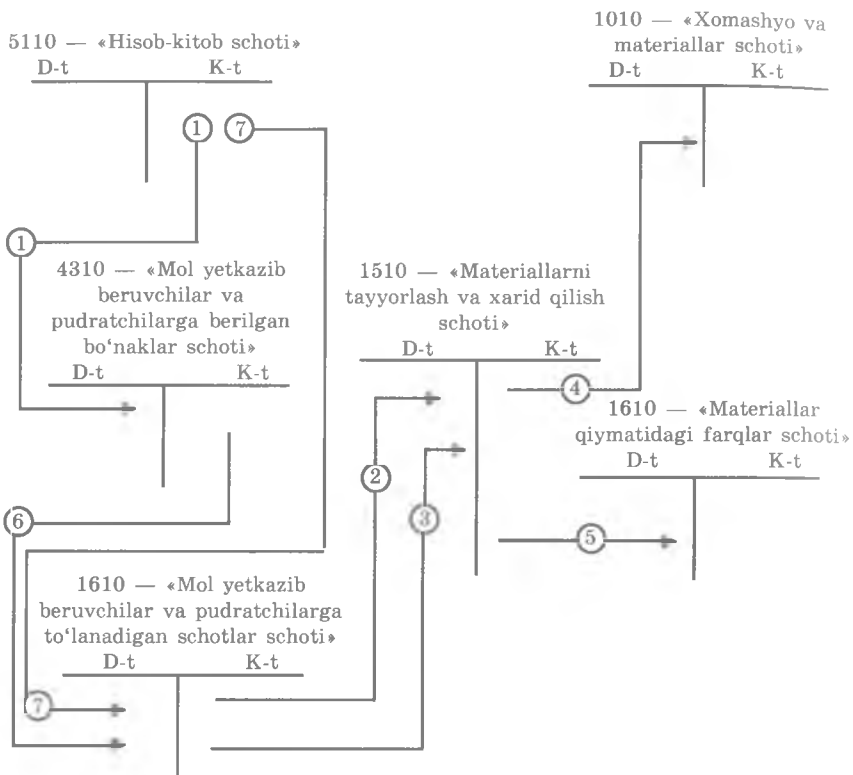 5110 — «Hisob-kitob schoti»
D-t K-t
1010 — «Xomashyo va
materiallar schoti»
D-t K-t
1 7
1
4310 — «Mol yetkazib
beruvchilar va
pudratchilarga berilgan
bo‘naklar schoti»
D-t K-t
1510 — «Materiallarni
tayyorlash va xarid qilish
schoti»
D-t K-t
4
1610 — «Materiallar
qiymatidagi farqlar schoti»
D-t K-t
2
3
6
5
1610 — «Mol yetkazib
beruvchilar va pudratchilarga
to‘lanadigan schotlar schoti»
D-t K-t
7